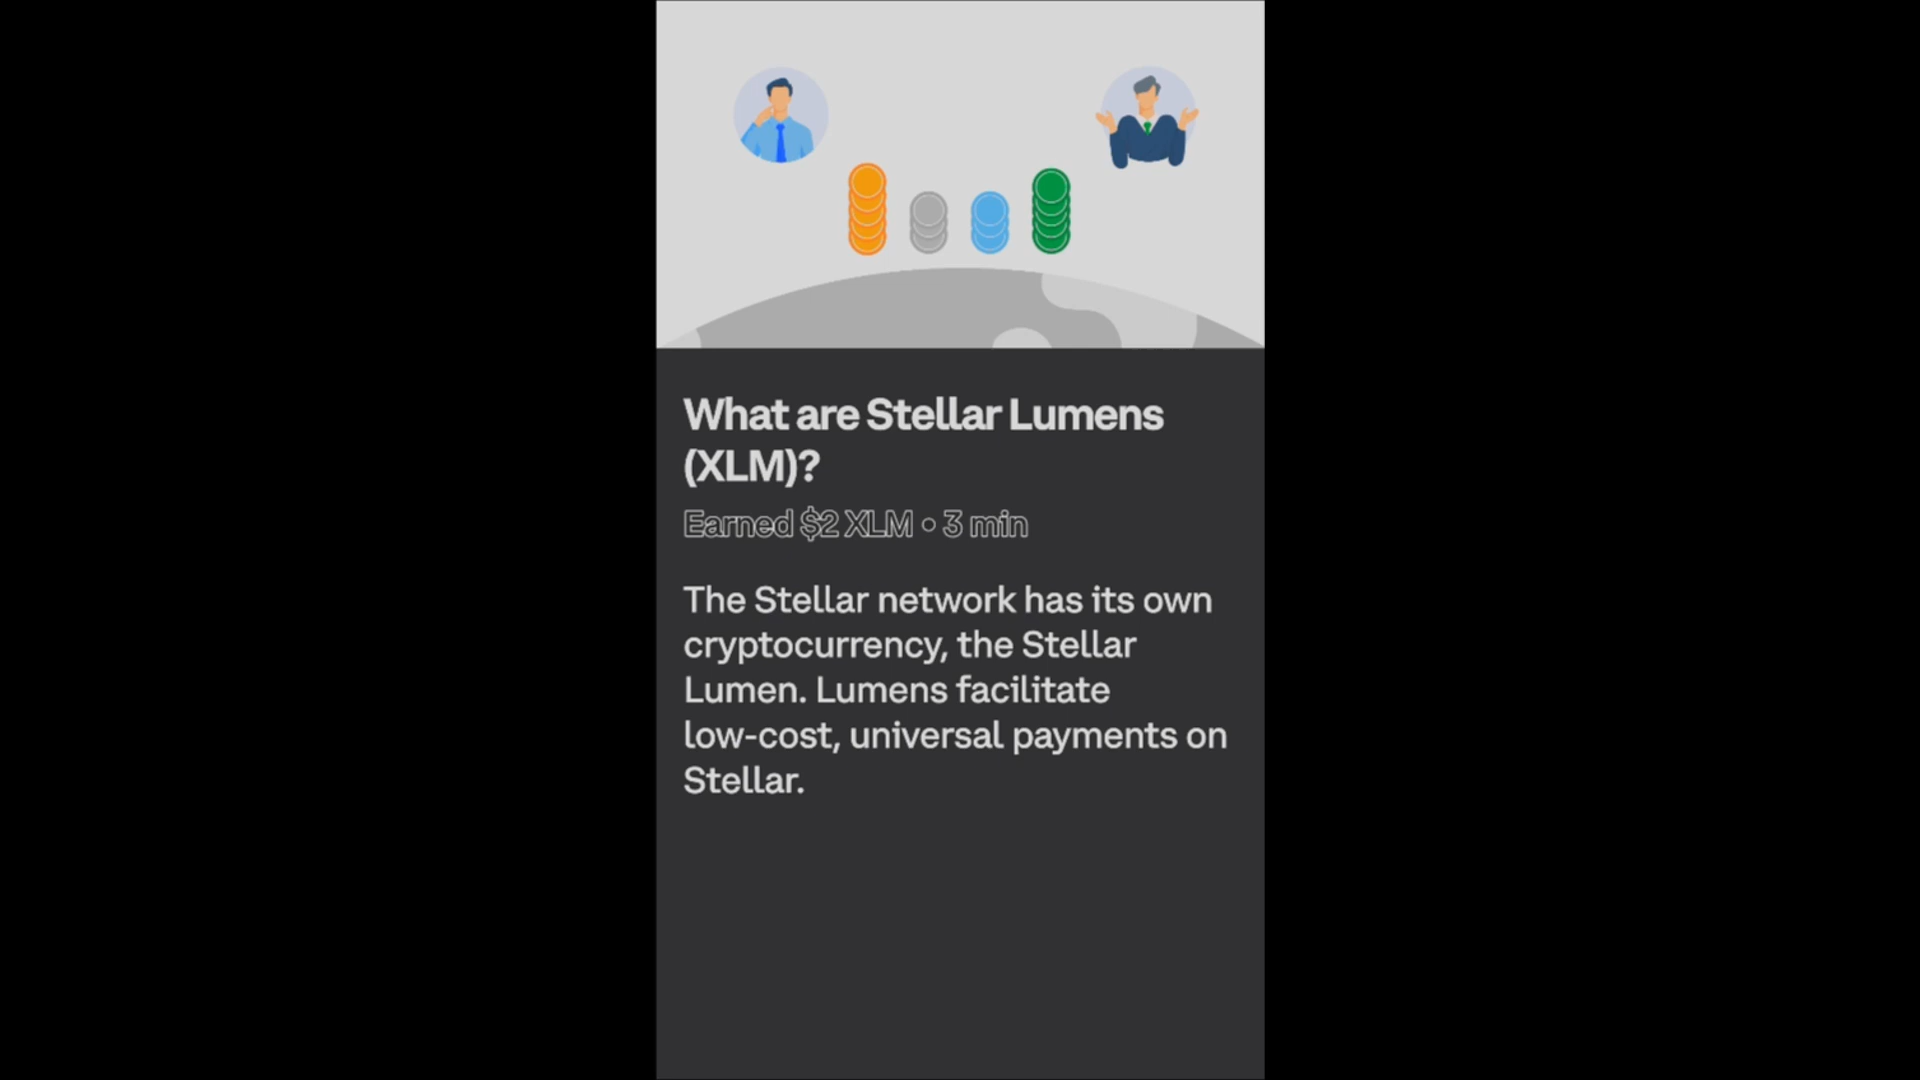 What are Stellar Lumens
(XLM)?
Earned $2 XLM • 3 min
The Stellar network has its own
cryptocurrency, the Stellar
Lumen. Lumens facilitate
low-cost, universal payments on
Stellar.